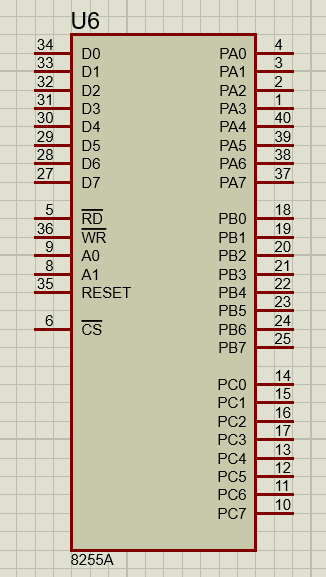 U6
34 D0 PA0 4
33 D1 PA1 3
32 D2 PA2 2
31 D3 PA3 1
30 D4 PA4 40
29 D5 PA5 39
28 D6 PA6 38
27 D7 PA7 37
5 RD PB0 18
36 WR PB1 19
9 A0 PB2 20
8 A1 PB3 21
35 RESET PB4 22
PB5 23
6 CS PB6 24
PB7 25
PC0 14
PC1 15
PC2 16
PC3 17
PC4 13
PC5 12
PC6 11
PC7 10
8255A